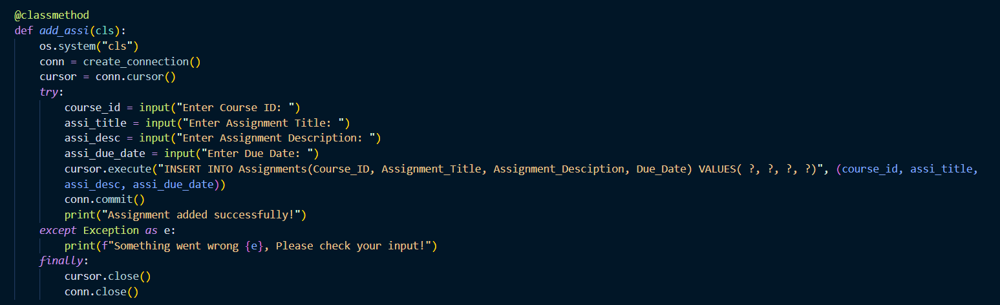 @classmethod
def add_assi(cls):
    os.system("cls")
    conn = create_connection()
    cursor = conn.cursor()
    try:
        course_id = input("Enter Course ID: ")
        assi_title = input("Enter Assignment Title: ")
        assi_desc = input("Enter Assignment Description: ")
        assi_due_date = input("Enter Due Date: ")
        cursor.execute("INSERT INTO Assignments(Course_ID, Assignment_Title, Assignment_Desciption, Due_Date) VALUES( ?, ?, ?, ?)", (course_id, assi_title,
        assi_desc, assi_due_date))
        conn.commit()
        print("Assignment added successfully!")
    except Exception as e:
        print(f"Something went wrong {e}, Please check your input!")
    finally:
        cursor.close()
        conn.close()